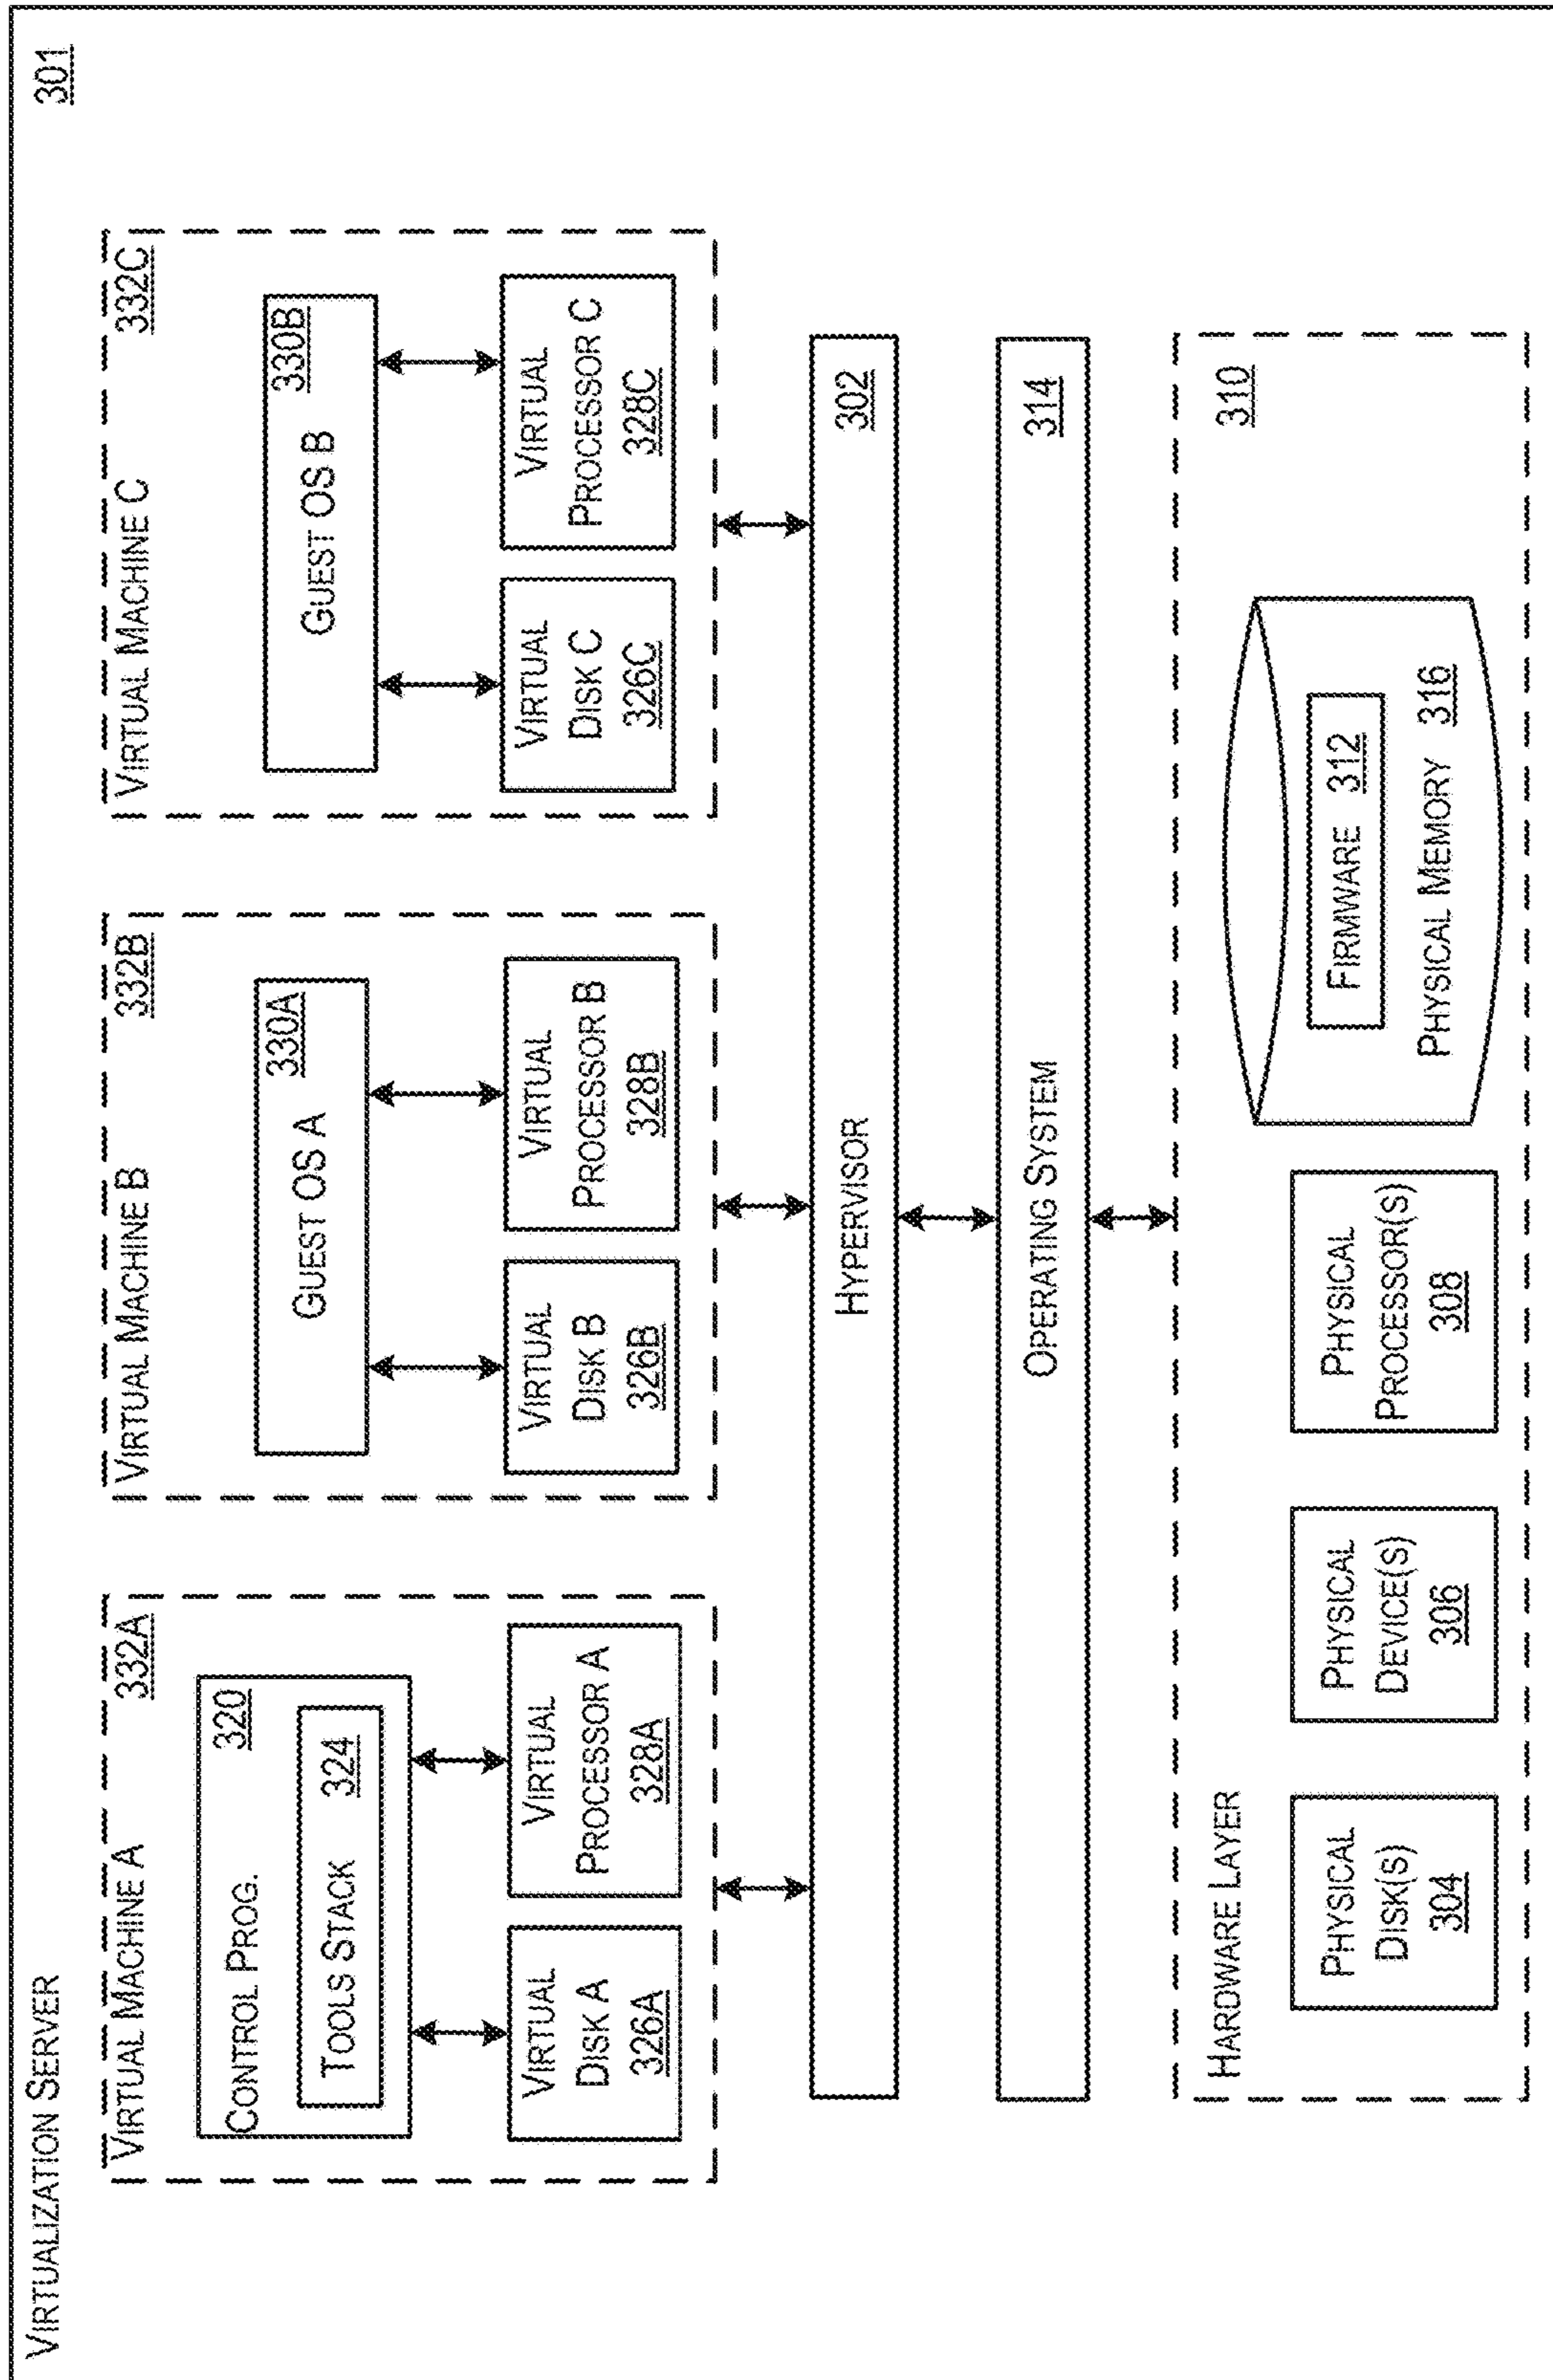 VIRTUALIZATION SERVER
301
VIRTUAL MACHINE A
332A
CONTROL PROG.
320
TOOLS STACK
324
VIRTUAL
DISK A
326A
VIRTUAL
PROCESSOR A
328A
VIRTUAL MACHINE B
332B
GUEST OS A
330A
VIRTUAL
DISK B
326B
VIRTUAL
PROCESSOR B
328B
VIRTUAL MACHINE C
332C
GUEST OS B
330B
VIRTUAL
DISK C
326C
VIRTUAL
PROCESSOR C
328C
HYPERVISOR
302
OPERATING SYSTEM
314
HARDWARE LAYER
310
PHYSICAL
DISK(S)
304
PHYSICAL
DEVICE(S)
306
PHYSICAL
PROCESSOR(S)
308
FIRMWARE 312
PHYSICAL MEMORY 316